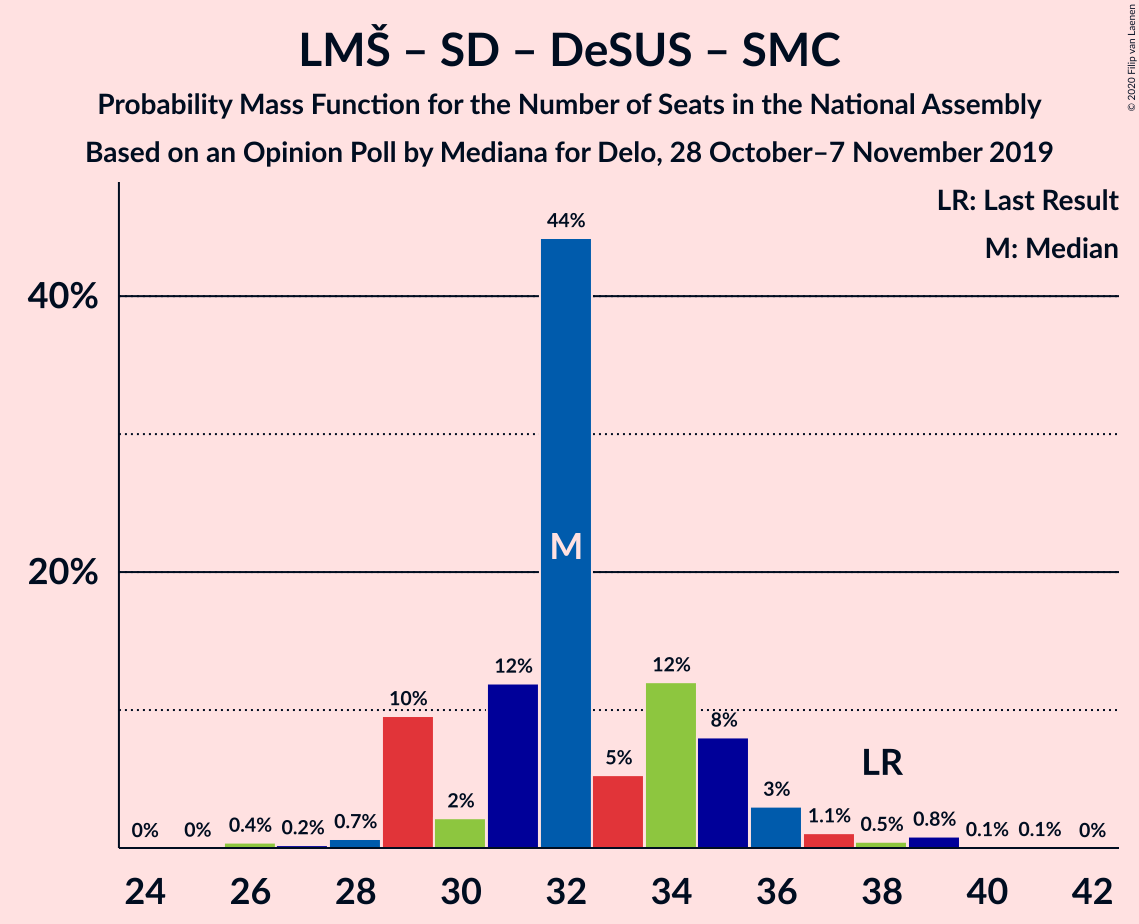 LMŠ – SD – DeSUS – SMC
Probability Mass Function for the Number of Seats in the National Assembly
Based on an Opinion Poll by Mediana for Delo, 28 October–7 November 2019
© 2020 Filip van Laenen
LR: Last Result
M: Median
40%
20%
0%
0%
0.4%
0.2%
0.7%
10%
2%
12%
44%
M
5%
12%
8%
3%
1.1%
LR
0.5%
0.8%
0.1%
0.1%
0%
24 26 28 30 32 34 36 38 40 42